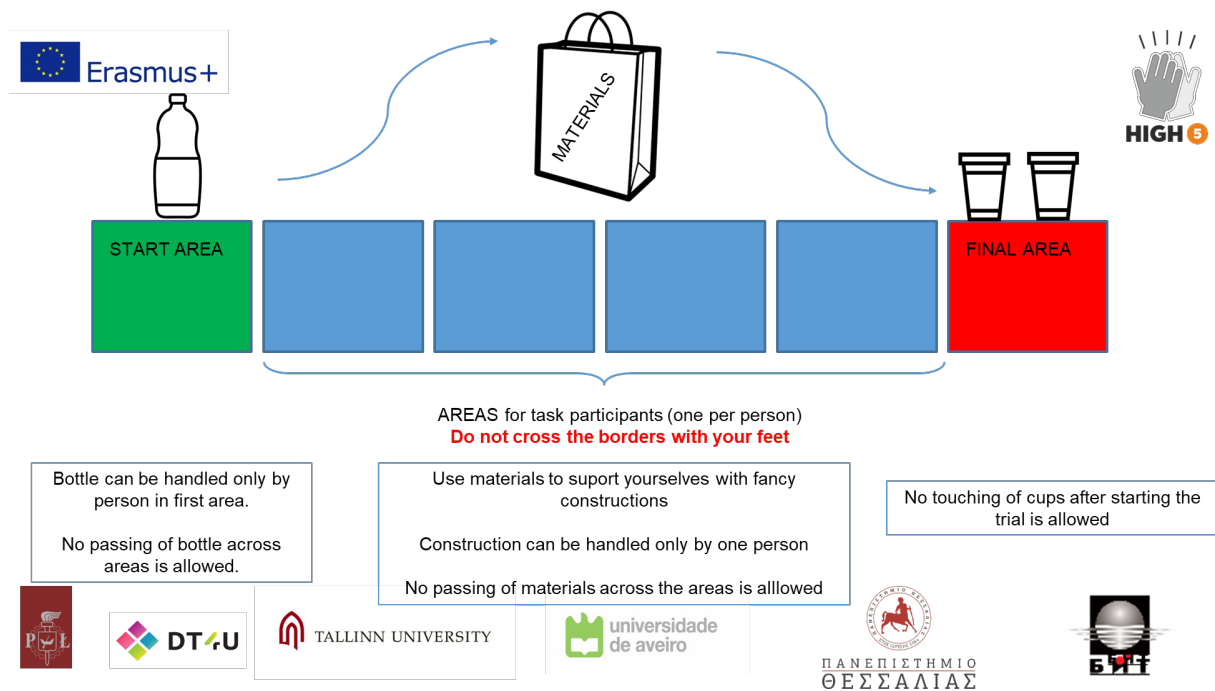 Erasmus+
MATERIALS
HIGH 5
START AREA
FINAL AREA
AREAS for task participants (one per person)
Do not cross the borders with your feet
Bottle can be handled only by
person in first area.
No passing of bottle across
areas is allowed.
Use materials to suport yourselves with fancy
constructions
Construction can be handled only by one person
No passing of materials across the areas is alllowed
No touching of cups after starting the
trial is allowed
P Ł
DT4U
TALLINN UNIVERSITY
universidade
de aveiro
ΠΑΝΕΠΙΣΤΗΜΙΟ
ΘΕΣΣΑΛΙΑΣ